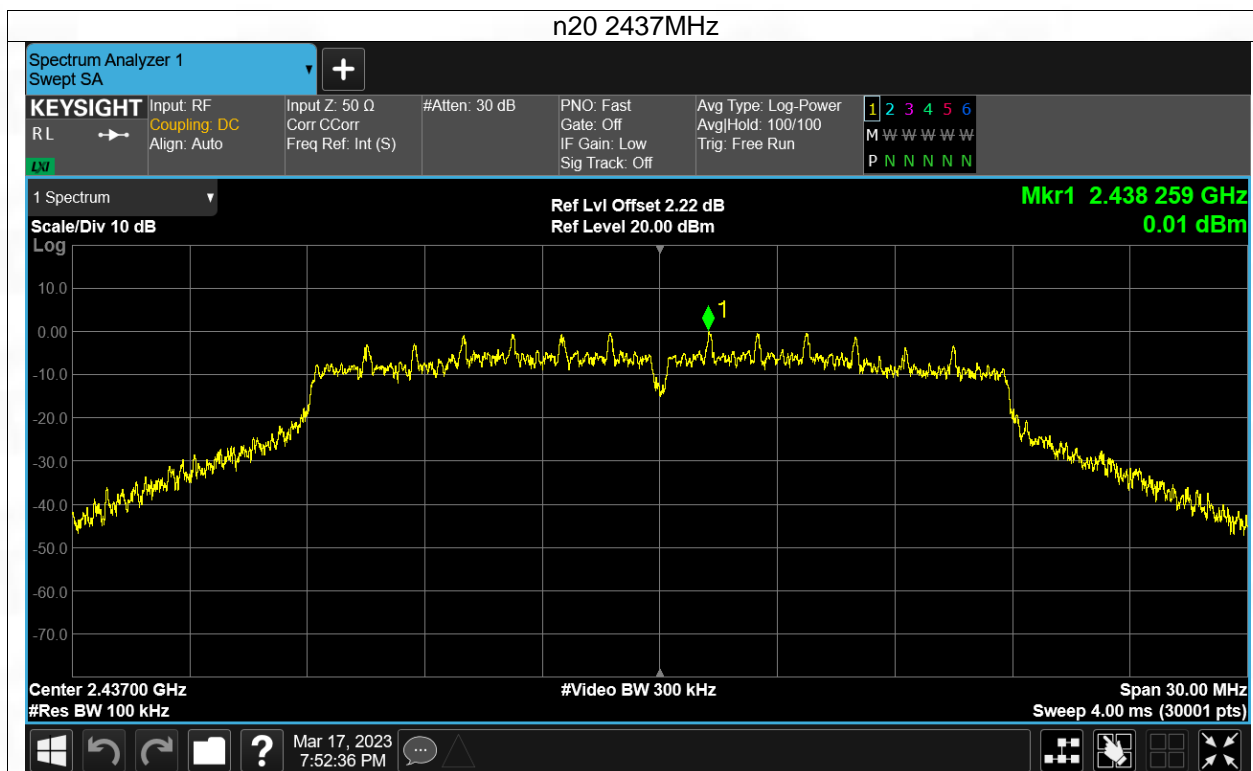 n20 2437MHz
Spectrum Analyzer 1
Swept SA
KEYSIGHT
R L
LXI
Input: RF
Coupling: DC
Align: Auto
Input Z: 50 Ω
Corr CCorr
Freq Ref: Int (S)
#Atten: 30 dB
PNO: Fast
Gate: Off
IF Gain: Low
Sig Track: Off
Avg Type: Log-Power
Avg|Hold: 100/100
Trig: Free Run
1 2 3 4 5 6
M W W W W W
P N N N N N
1 Spectrum
Scale/Div 10 dB
Ref Lvl Offset 2.22 dB
Ref Level 20.00 dBm
Mkr1 2.438 259 GHz
0.01 dBm
Log
10.0
0.00
-10.0
-20.0
-30.0
-40.0
-50.0
-60.0
-70.0
1
Center 2.43700 GHz
#Video BW 300 kHz
Span 30.00 MHz
#Res BW 100 kHz
Sweep 4.00 ms (30001 pts)
?
Mar 17, 2023
7:52:36 PM